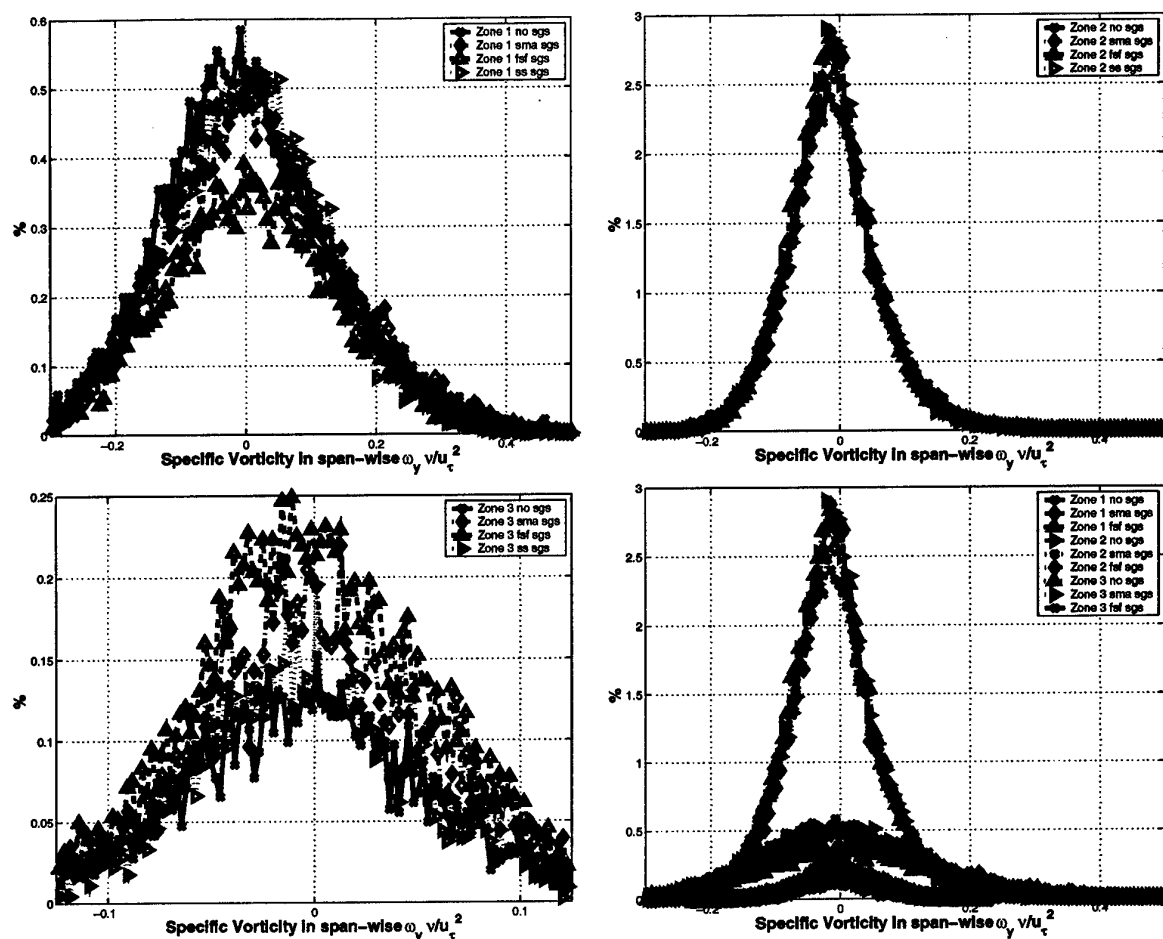 0.6
0.5
0.4
0.3
0.2
0.1
0
%
−0.2 0 0.2 0.4
Specific Vorticity in span−wise ω_y ν/u_τ^2
Zone 1 no sgs
Zone 1 sma sgs
Zone 1 fsf sgs
Zone 1 ss sgs
3
2.5
2
1.5
1
0.5
0
%
−0.2 0 0.2 0.4
Specific Vorticity in span−wise ω_y ν/u_τ^2
Zone 2 no sgs
Zone 2 sma sgs
Zone 2 fsf sgs
Zone 2 ss sgs
0.25
0.2
0.15
0.1
0.05
0
%
−0.1 0 0.1
Specific Vorticity in span−wise ω_y ν/u_τ^2
Zone 3 no sgs
Zone 3 sma sgs
Zone 3 fsf sgs
Zone 3 ss sgs
3
2.5
2
1.5
1
0.5
0
%
−0.2 0 0.2 0.4
Specific Vorticity in span−wise ω_y ν/u_τ^2
Zone 1 no sgs
Zone 1 sma sgs
Zone 1 fsf sgs
Zone 2 no sgs
Zone 2 sma sgs
Zone 2 fsf sgs
Zone 3 no sgs
Zone 3 sma sgs
Zone 3 fsf sgs